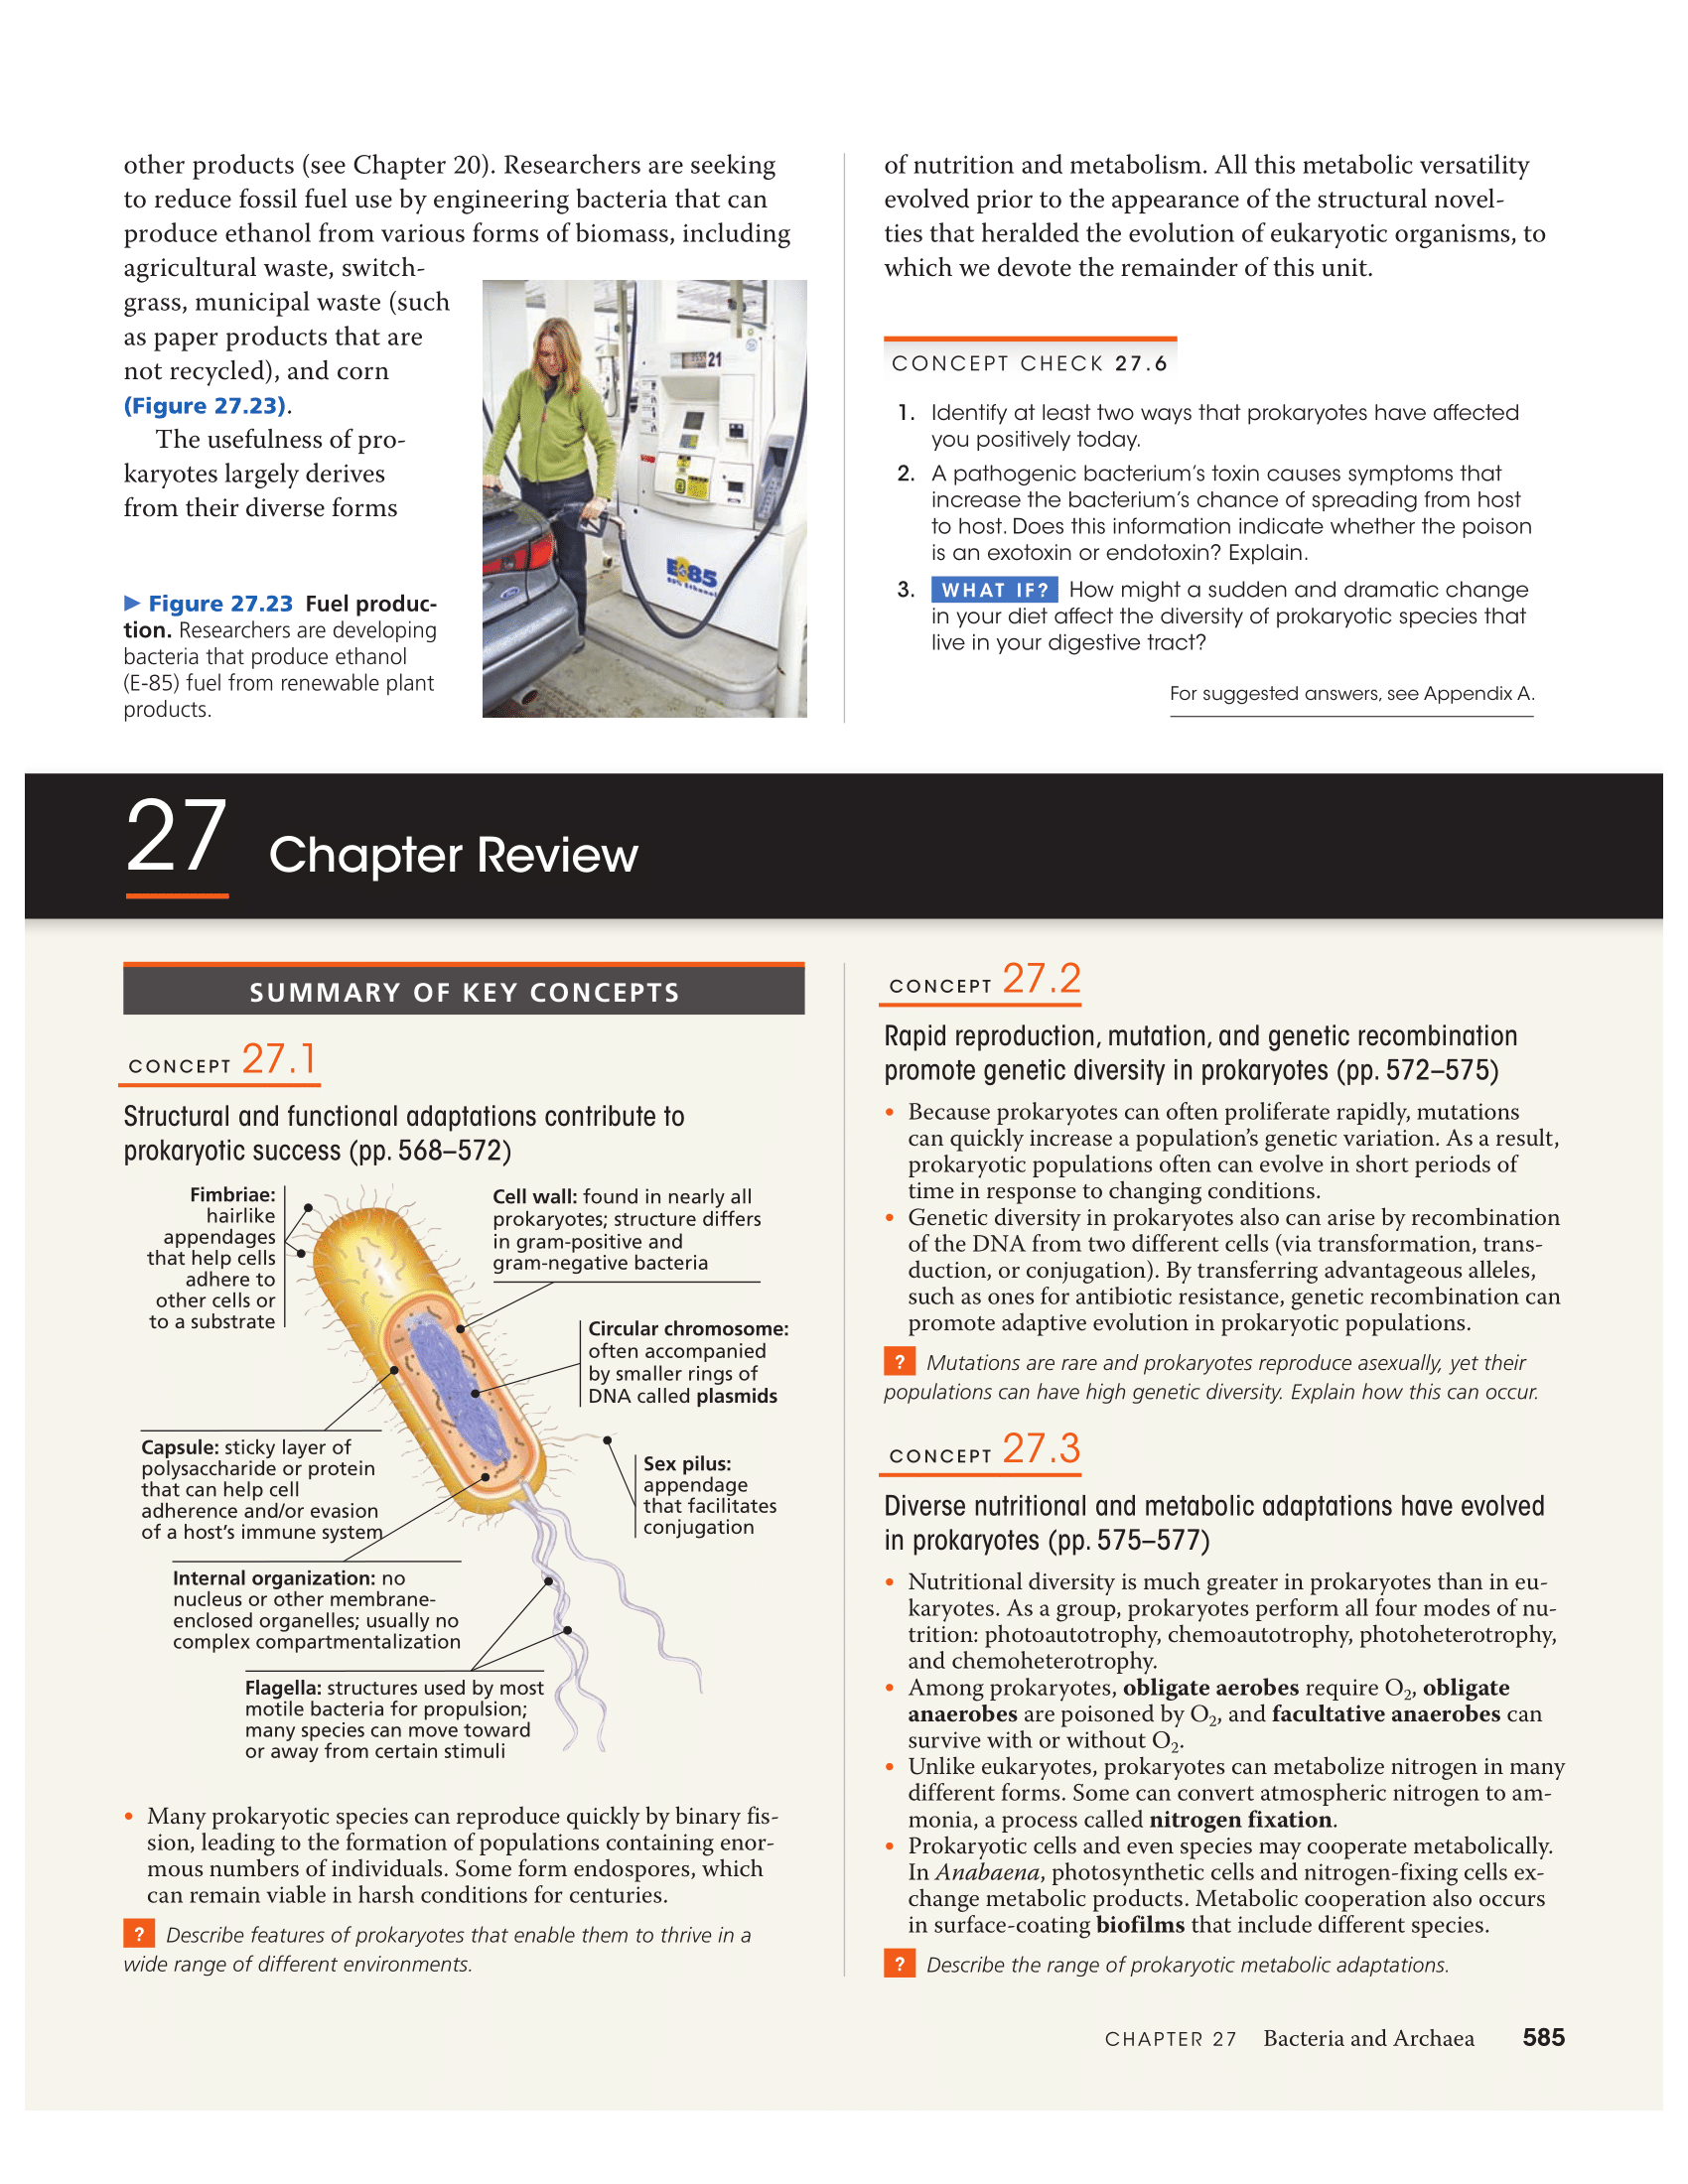 other products (see Chapter 20). Researchers are seeking
to reduce fossil fuel use by engineering bacteria that can
produce ethanol from various forms of biomass, including
agricultural waste, switch-
grass, municipal waste (such
as paper products that are
not recycled), and corn
(Figure 27.23).
The usefulness of pro-
karyotes largely derives
from their diverse forms
▶ Figure 27.23 Fuel produc-
tion. Researchers are developing
bacteria that produce ethanol
(E-85) fuel from renewable plant
products.
21
E-85
85% Ethanol
of nutrition and metabolism. All this metabolic versatility
evolved prior to the appearance of the structural novel-
ties that heralded the evolution of eukaryotic organisms, to
which we devote the remainder of this unit.
CONCEPT CHECK 27.6
1. Identify at least two ways that prokaryotes have affected
you positively today.
2. A pathogenic bacterium's toxin causes symptoms that
increase the bacterium's chance of spreading from host
to host. Does this information indicate whether the poison
is an exotoxin or endotoxin? Explain.
3. WHAT IF? How might a sudden and dramatic change
in your diet affect the diversity of prokaryotic species that
live in your digestive tract?
For suggested answers, see Appendix A.
27 Chapter Review
SUMMARY OF KEY CONCEPTS
CONCEPT 27.1
Structural and functional adaptations contribute to
prokaryotic success (pp. 568–572)
Fimbriae:
hairlike
appendages
that help cells
adhere to
other cells or
to a substrate
Cell wall: found in nearly all
prokaryotes; structure differs
in gram-positive and
gram-negative bacteria
Circular chromosome:
often accompanied
by smaller rings of
DNA called plasmids
Capsule: sticky layer of
polysaccharide or protein
that can help cell
adherence and/or evasion
of a host's immune system
Sex pilus:
appendage
that facilitates
conjugation
Internal organization: no
nucleus or other membrane-
enclosed organelles; usually no
complex compartmentalization
Flagella: structures used by most
motile bacteria for propulsion;
many species can move toward
or away from certain stimuli
• Many prokaryotic species can reproduce quickly by binary fis-
sion, leading to the formation of populations containing enor-
mous numbers of individuals. Some form endospores, which
can remain viable in harsh conditions for centuries.
? Describe features of prokaryotes that enable them to thrive in a
wide range of different environments.
CONCEPT 27.2
Rapid reproduction, mutation, and genetic recombination
promote genetic diversity in prokaryotes (pp. 572–575)
• Because prokaryotes can often proliferate rapidly, mutations
can quickly increase a population's genetic variation. As a result,
prokaryotic populations often can evolve in short periods of
time in response to changing conditions.
• Genetic diversity in prokaryotes also can arise by recombination
of the DNA from two different cells (via transformation, trans-
duction, or conjugation). By transferring advantageous alleles,
such as ones for antibiotic resistance, genetic recombination can
promote adaptive evolution in prokaryotic populations.
? Mutations are rare and prokaryotes reproduce asexually, yet their
populations can have high genetic diversity. Explain how this can occur.
CONCEPT 27.3
Diverse nutritional and metabolic adaptations have evolved
in prokaryotes (pp. 575–577)
• Nutritional diversity is much greater in prokaryotes than in eu-
karyotes. As a group, prokaryotes perform all four modes of nu-
trition: photoautotrophy, chemoautotrophy, photoheterotrophy,
and chemoheterotrophy.
• Among prokaryotes, obligate aerobes require O₂, obligate
anaerobes are poisoned by O₂, and facultative anaerobes can
survive with or without O₂.
• Unlike eukaryotes, prokaryotes can metabolize nitrogen in many
different forms. Some can convert atmospheric nitrogen to am-
monia, a process called nitrogen fixation.
• Prokaryotic cells and even species may cooperate metabolically.
In Anabaena, photosynthetic cells and nitrogen-fixing cells ex-
change metabolic products. Metabolic cooperation also occurs
in surface-coating biofilms that include different species.
? Describe the range of prokaryotic metabolic adaptations.
CHAPTER 27 Bacteria and Archaea 585